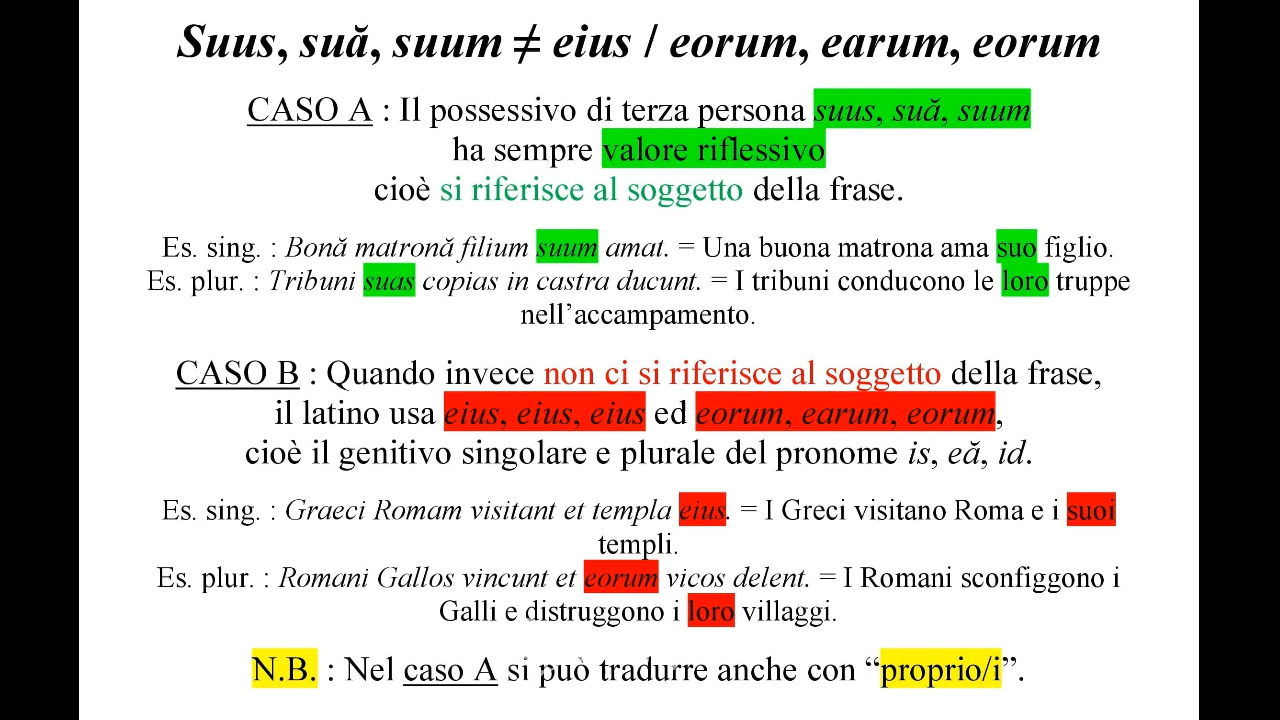 Suus, suă, suum ≠ eius / eorum, earum, eorum
CASO A : Il possessivo di terza persona suus, suă, suum
ha sempre valore riflessivo
cioè si riferisce al soggetto della frase.
Es. sing. : Bonă matronă filium suum amat. = Una buona matrona ama suo figlio.
Es. plur. : Tribuni suas copias in castra ducunt. = I tribuni conducono le loro truppe
nell’accampamento.
CASO B : Quando invece non ci si riferisce al soggetto della frase,
il latino usa eius, eius, eius ed eorum, earum, eorum,
cioè il genitivo singolare e plurale del pronome is, eă, id.
Es. sing. : Graeci Romam visitant et templa eius. = I Greci visitano Roma e i suoi
templi.
Es. plur. : Romani Gallos vincunt et eorum vicos delent. = I Romani sconfiggono i
Galli e distruggono i loro villaggi.
N.B. : Nel caso A si può tradurre anche con “proprio/i”.